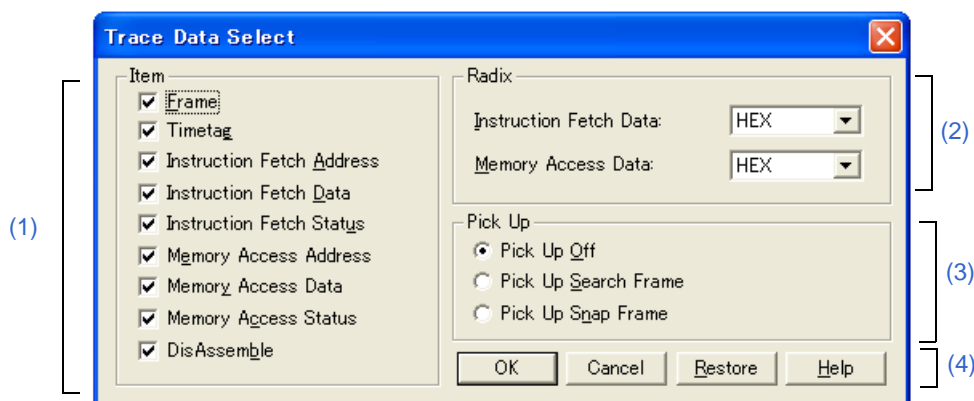 Trace Data Select
Item
Frame
Timetag
Instruction Fetch Address
Instruction Fetch Data
Instruction Fetch Status
Memory Access Address
Memory Access Data
Memory Access Status
DisAssemble
(1)
Radix
Instruction Fetch Data: HEX
Memory Access Data: HEX
(2)
Pick Up
Pick Up Off
Pick Up Search Frame
Pick Up Snap Frame
(3)
OK Cancel Restore Help
(4)